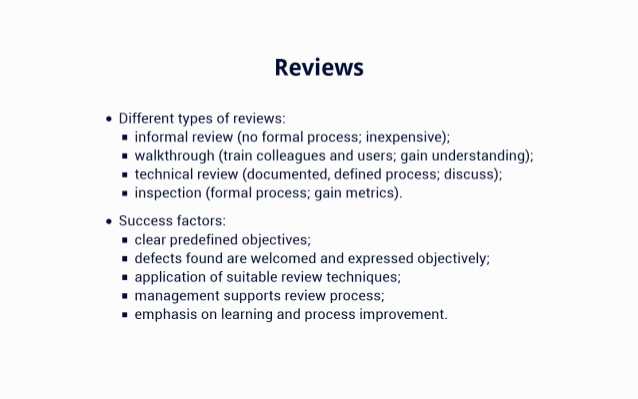 Reviews
• Different types of reviews:
▪ informal review (no formal process; inexpensive);
▪ walkthrough (train colleagues and users; gain understanding);
▪ technical review (documented, defined process; discuss);
▪ inspection (formal process; gain metrics).
• Success factors:
▪ clear predefined objectives;
▪ defects found are welcomed and expressed objectively;
▪ application of suitable review techniques;
▪ management supports review process;
▪ emphasis on learning and process improvement.